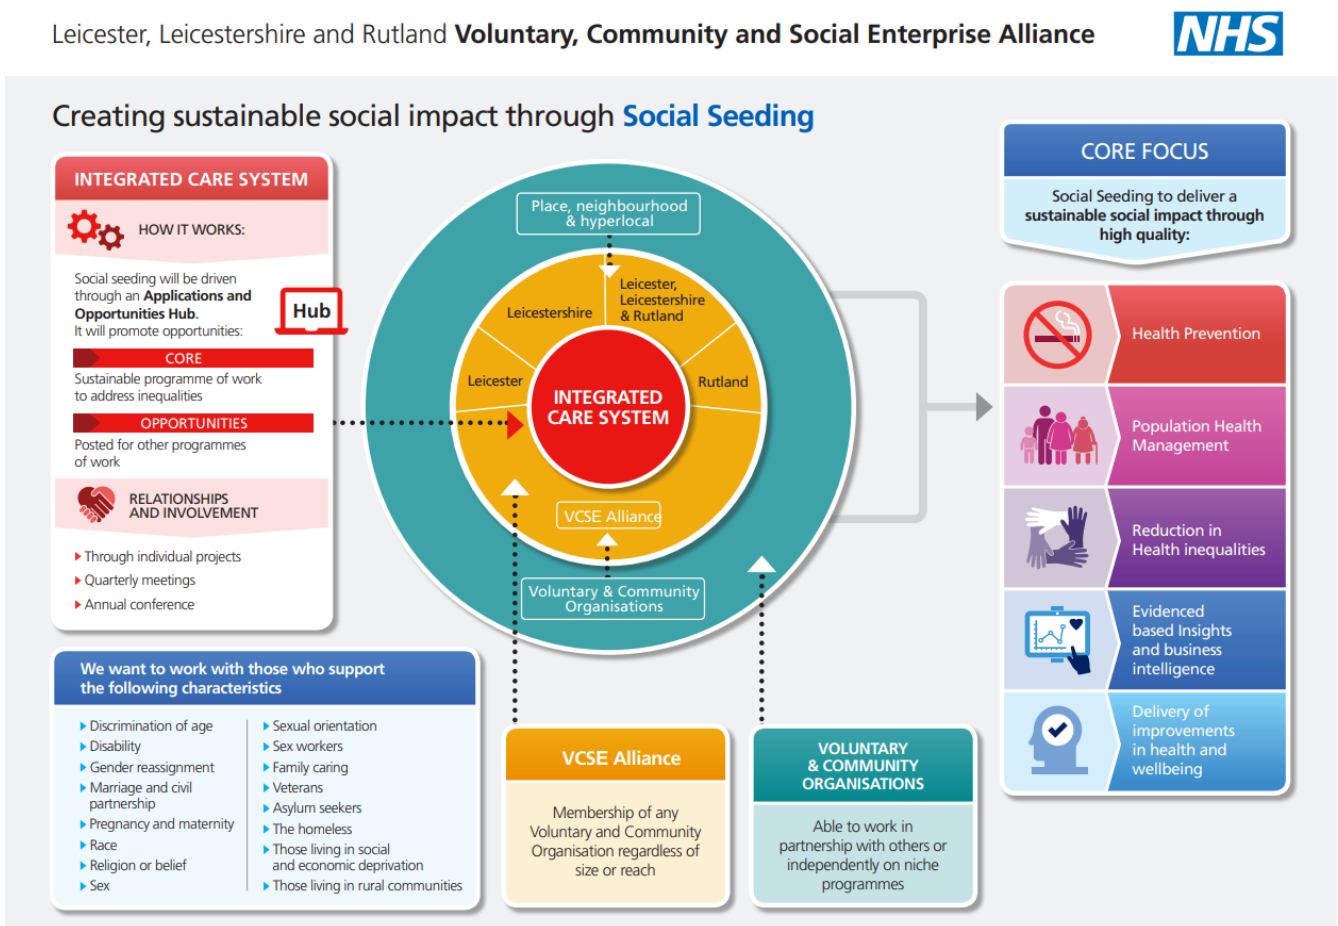 Leicester, Leicestershire and Rutland Voluntary, Community and Social Enterprise Alliance
NHS
Creating sustainable social impact through Social Seeding
INTEGRATED CARE SYSTEM
HOW IT WORKS:
Social seeding will be driven
through an Applications and
Opportunities Hub.
It will promote opportunities:
Hub
CORE
Sustainable programme of work
to address inequalities
OPPORTUNITIES
Posted for other programmes
of work
RELATIONSHIPS
AND INVOLVEMENT
Through individual projects
Quarterly meetings
Annual conference
Place, neighbourhood
& hyperlocal
Leicestershire
Leicester,
Leicestershire
& Rutland
Leicester
Rutland
INTEGRATED
CARE SYSTEM
VCSE Alliance
Voluntary & Community
Organisations
CORE FOCUS
Social Seeding to deliver a
sustainable social impact through
high quality:
Health Prevention
Population Health
Management
Reduction in
Health inequalities
Evidenced
based Insights
and business
intelligence
Delivery of
improvements
in health and
wellbeing
We want to work with those who support
the following characteristics
Discrimination of age
Disability
Gender reassignment
Marriage and civil
partnership
Pregnancy and maternity
Race
Religion or belief
Sex
Sexual orientation
Sex workers
Family caring
Veterans
Asylum seekers
The homeless
Those living in social
and economic deprivation
Those living in rural communities
VCSE Alliance
Membership of any
Voluntary and Community
Organisation regardless of
size or reach
VOLUNTARY
& COMMUNITY
ORGANISATIONS
Able to work in
partnership with others or
independently on niche
programmes